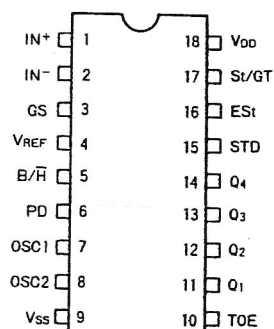 IN+ 1 18 VDD
IN- 2 17 St/GT
GS 3 16 ESt
VREF 4 15 STD
B/H̅ 5 14 Q4
PD 6 13 Q3
OSC1 7 12 Q2
OSC2 8 11 Q1
VSS 9 10 TOE